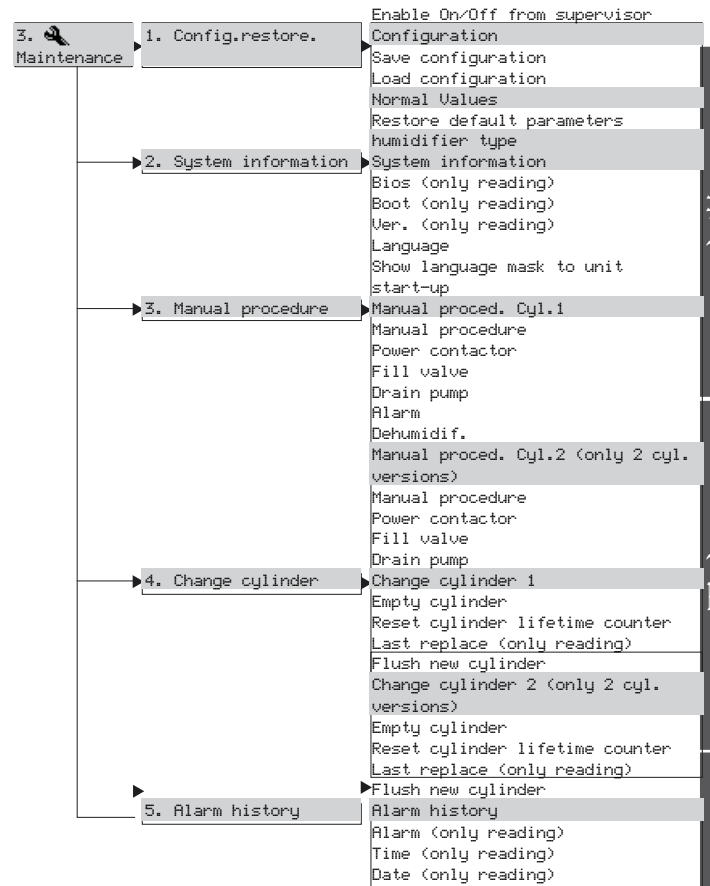 Enable On/Off from supervisor
3.
Maintenance
1. Config.restore.
Configuration
Save configuration
Load configuration
Normal Values
Restore default parameters
humidifier type
2. System information
System information
Bios (only reading)
Boot (only reading)
Ver. (only reading)
Language
Show language mask to unit
start-up
3. Manual procedure
Manual proced. Cyl.1
Manual procedure
Power contactor
Fill valve
Drain pump
Alarm
Dehumidif.
Manual proced. Cyl.2 (only 2 cyl.
versions)
Manual procedure
Power contactor
Fill valve
Drain pump
4. Change cylinder
Change cylinder 1
Empty cylinder
Reset cylinder lifetime counter
Last replace (only reading)
Flush new cylinder
Change cylinder 2 (only 2 cyl.
versions)
Empty cylinder
Reset cylinder lifetime counter
Last replace (only reading)
Flush new cylinder
5. Alarm history
Alarm history
Alarm (only reading)
Time (only reading)
Date (only reading)